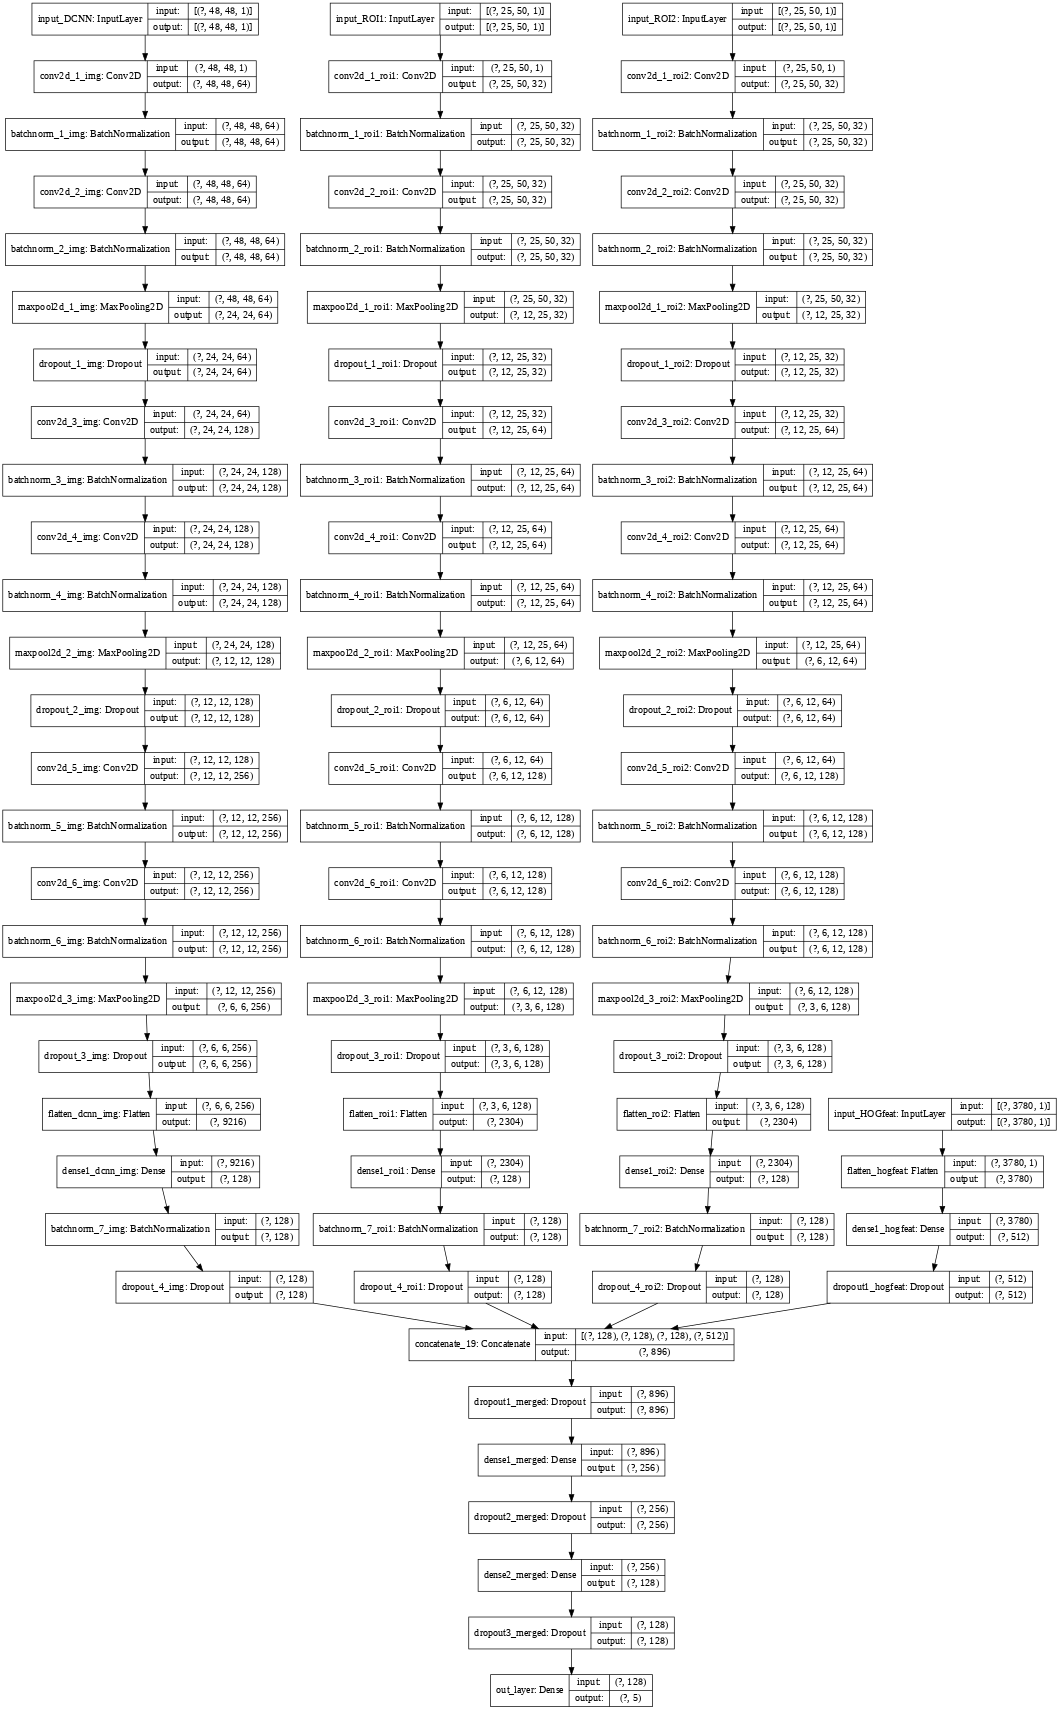 input_DCNN: InputLayer
input: [(?, 48, 48, 1)]
output: [(?, 48, 48, 1)]
conv2d_1_img: Conv2D
input: (?, 48, 48, 1)
output: (?, 48, 48, 64)
batchnorm_1_img: BatchNormalization
input: (?, 48, 48, 64)
output: (?, 48, 48, 64)
conv2d_2_img: Conv2D
input: (?, 48, 48, 64)
output: (?, 48, 48, 64)
batchnorm_2_img: BatchNormalization
input: (?, 48, 48, 64)
output: (?, 48, 48, 64)
maxpool2d_1_img: MaxPooling2D
input: (?, 48, 48, 64)
output: (?, 24, 24, 64)
dropout_1_img: Dropout
input: (?, 24, 24, 64)
output: (?, 24, 24, 64)
conv2d_3_img: Conv2D
input: (?, 24, 24, 64)
output: (?, 24, 24, 128)
batchnorm_3_img: BatchNormalization
input: (?, 24, 24, 128)
output: (?, 24, 24, 128)
conv2d_4_img: Conv2D
input: (?, 24, 24, 128)
output: (?, 24, 24, 128)
batchnorm_4_img: BatchNormalization
input: (?, 24, 24, 128)
output: (?, 24, 24, 128)
maxpool2d_2_img: MaxPooling2D
input: (?, 24, 24, 128)
output: (?, 12, 12, 128)
dropout_2_img: Dropout
input: (?, 12, 12, 128)
output: (?, 12, 12, 128)
conv2d_5_img: Conv2D
input: (?, 12, 12, 128)
output: (?, 12, 12, 256)
batchnorm_5_img: BatchNormalization
input: (?, 12, 12, 256)
output: (?, 12, 12, 256)
conv2d_6_img: Conv2D
input: (?, 12, 12, 256)
output: (?, 12, 12, 256)
batchnorm_6_img: BatchNormalization
input: (?, 12, 12, 256)
output: (?, 12, 12, 256)
maxpool2d_3_img: MaxPooling2D
input: (?, 12, 12, 256)
output: (?, 6, 6, 256)
dropout_3_img: Dropout
input: (?, 6, 6, 256)
output: (?, 6, 6, 256)
flatten_dcnn_img: Flatten
input: (?, 6, 6, 256)
output: (?, 9216)
dense1_dcnn_img: Dense
input: (?, 9216)
output: (?, 128)
batchnorm_7_img: BatchNormalization
input: (?, 128)
output: (?, 128)
dropout_4_img: Dropout
input: (?, 128)
output: (?, 128)
input_ROI1: InputLayer
input: [(?, 25, 50, 1)]
output: [(?, 25, 50, 1)]
conv2d_1_roi1: Conv2D
input: (?, 25, 50, 1)
output: (?, 25, 50, 32)
batchnorm_1_roi1: BatchNormalization
input: (?, 25, 50, 32)
output: (?, 25, 50, 32)
conv2d_2_roi1: Conv2D
input: (?, 25, 50, 32)
output: (?, 25, 50, 32)
batchnorm_2_roi1: BatchNormalization
input: (?, 25, 50, 32)
output: (?, 25, 50, 32)
maxpool2d_1_roi1: MaxPooling2D
input: (?, 25, 50, 32)
output: (?, 12, 25, 32)
dropout_1_roi1: Dropout
input: (?, 12, 25, 32)
output: (?, 12, 25, 32)
conv2d_3_roi1: Conv2D
input: (?, 12, 25, 32)
output: (?, 12, 25, 64)
batchnorm_3_roi1: BatchNormalization
input: (?, 12, 25, 64)
output: (?, 12, 25, 64)
conv2d_4_roi1: Conv2D
input: (?, 12, 25, 64)
output: (?, 12, 25, 64)
batchnorm_4_roi1: BatchNormalization
input: (?, 12, 25, 64)
output: (?, 12, 25, 64)
maxpool2d_2_roi1: MaxPooling2D
input: (?, 12, 25, 64)
output: (?, 6, 12, 64)
dropout_2_roi1: Dropout
input: (?, 6, 12, 64)
output: (?, 6, 12, 64)
conv2d_5_roi1: Conv2D
input: (?, 6, 12, 64)
output: (?, 6, 12, 128)
batchnorm_5_roi1: BatchNormalization
input: (?, 6, 12, 128)
output: (?, 6, 12, 128)
conv2d_6_roi1: Conv2D
input: (?, 6, 12, 128)
output: (?, 6, 12, 128)
batchnorm_6_roi1: BatchNormalization
input: (?, 6, 12, 128)
output: (?, 6, 12, 128)
maxpool2d_3_roi1: MaxPooling2D
input: (?, 6, 12, 128)
output: (?, 3, 6, 128)
dropout_3_roi1: Dropout
input: (?, 3, 6, 128)
output: (?, 3, 6, 128)
flatten_roi1: Flatten
input: (?, 3, 6, 128)
output: (?, 2304)
dense1_roi1: Dense
input: (?, 2304)
output: (?, 128)
batchnorm_7_roi1: BatchNormalization
input: (?, 128)
output: (?, 128)
dropout_4_roi1: Dropout
input: (?, 128)
output: (?, 128)
input_ROI2: InputLayer
input: [(?, 25, 50, 1)]
output: [(?, 25, 50, 1)]
conv2d_1_roi2: Conv2D
input: (?, 25, 50, 1)
output: (?, 25, 50, 32)
batchnorm_1_roi2: BatchNormalization
input: (?, 25, 50, 32)
output: (?, 25, 50, 32)
conv2d_2_roi2: Conv2D
input: (?, 25, 50, 32)
output: (?, 25, 50, 32)
batchnorm_2_roi2: BatchNormalization
input: (?, 25, 50, 32)
output: (?, 25, 50, 32)
maxpool2d_1_roi2: MaxPooling2D
input: (?, 25, 50, 32)
output: (?, 12, 25, 32)
dropout_1_roi2: Dropout
input: (?, 12, 25, 32)
output: (?, 12, 25, 32)
conv2d_3_roi2: Conv2D
input: (?, 12, 25, 32)
output: (?, 12, 25, 64)
batchnorm_3_roi2: BatchNormalization
input: (?, 12, 25, 64)
output: (?, 12, 25, 64)
conv2d_4_roi2: Conv2D
input: (?, 12, 25, 64)
output: (?, 12, 25, 64)
batchnorm_4_roi2: BatchNormalization
input: (?, 12, 25, 64)
output: (?, 12, 25, 64)
maxpool2d_2_roi2: MaxPooling2D
input: (?, 12, 25, 64)
output: (?, 6, 12, 64)
dropout_2_roi2: Dropout
input: (?, 6, 12, 64)
output: (?, 6, 12, 64)
conv2d_5_roi2: Conv2D
input: (?, 6, 12, 64)
output: (?, 6, 12, 128)
batchnorm_5_roi2: BatchNormalization
input: (?, 6, 12, 128)
output: (?, 6, 12, 128)
conv2d_6_roi2: Conv2D
input: (?, 6, 12, 128)
output: (?, 6, 12, 128)
batchnorm_6_roi2: BatchNormalization
input: (?, 6, 12, 128)
output: (?, 6, 12, 128)
maxpool2d_3_roi2: MaxPooling2D
input: (?, 6, 12, 128)
output: (?, 3, 6, 128)
dropout_3_roi2: Dropout
input: (?, 3, 6, 128)
output: (?, 3, 6, 128)
flatten_roi2: Flatten
input: (?, 3, 6, 128)
output: (?, 2304)
dense1_roi2: Dense
input: (?, 2304)
output: (?, 128)
batchnorm_7_roi2: BatchNormalization
input: (?, 128)
output: (?, 128)
dropout_4_roi2: Dropout
input: (?, 128)
output: (?, 128)
input_HOGfeat: InputLayer
input: [(?, 3780, 1)]
output: [(?, 3780, 1)]
flatten_hogfeat: Flatten
input: (?, 3780, 1)
output: (?, 3780)
dense1_hogfeat: Dense
input: (?, 3780)
output: (?, 512)
dropout1_hogfeat: Dropout
input: (?, 512)
output: (?, 512)
concatenate_19: Concatenate
input: [(?, 128), (?, 128), (?, 128), (?, 512)]
output: (?, 896)
dropout1_merged: Dropout
input: (?, 896)
output: (?, 896)
dense1_merged: Dense
input: (?, 896)
output: (?, 256)
dropout2_merged: Dropout
input: (?, 256)
output: (?, 256)
dense2_merged: Dense
input: (?, 256)
output: (?, 128)
dropout3_merged: Dropout
input: (?, 128)
output: (?, 128)
out_layer: Dense
input: (?, 128)
output: (?, 5)